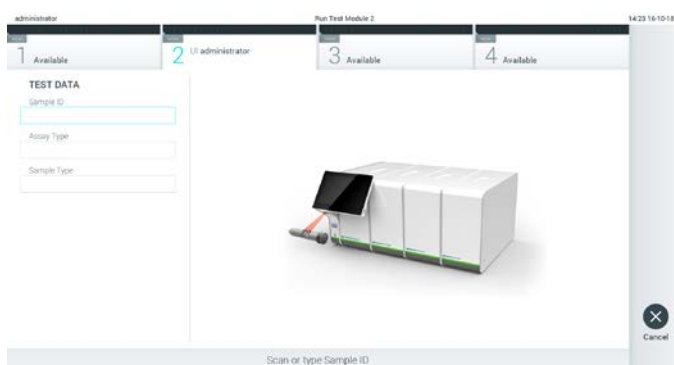 administrator
Run Test Module 2
14:23 16-10-18
1 Available
2 UI administrator
3 Available
4 Available
TEST DATA
Sample ID
Assay Type
Sample Type
Cancel
Scan or type Sample ID